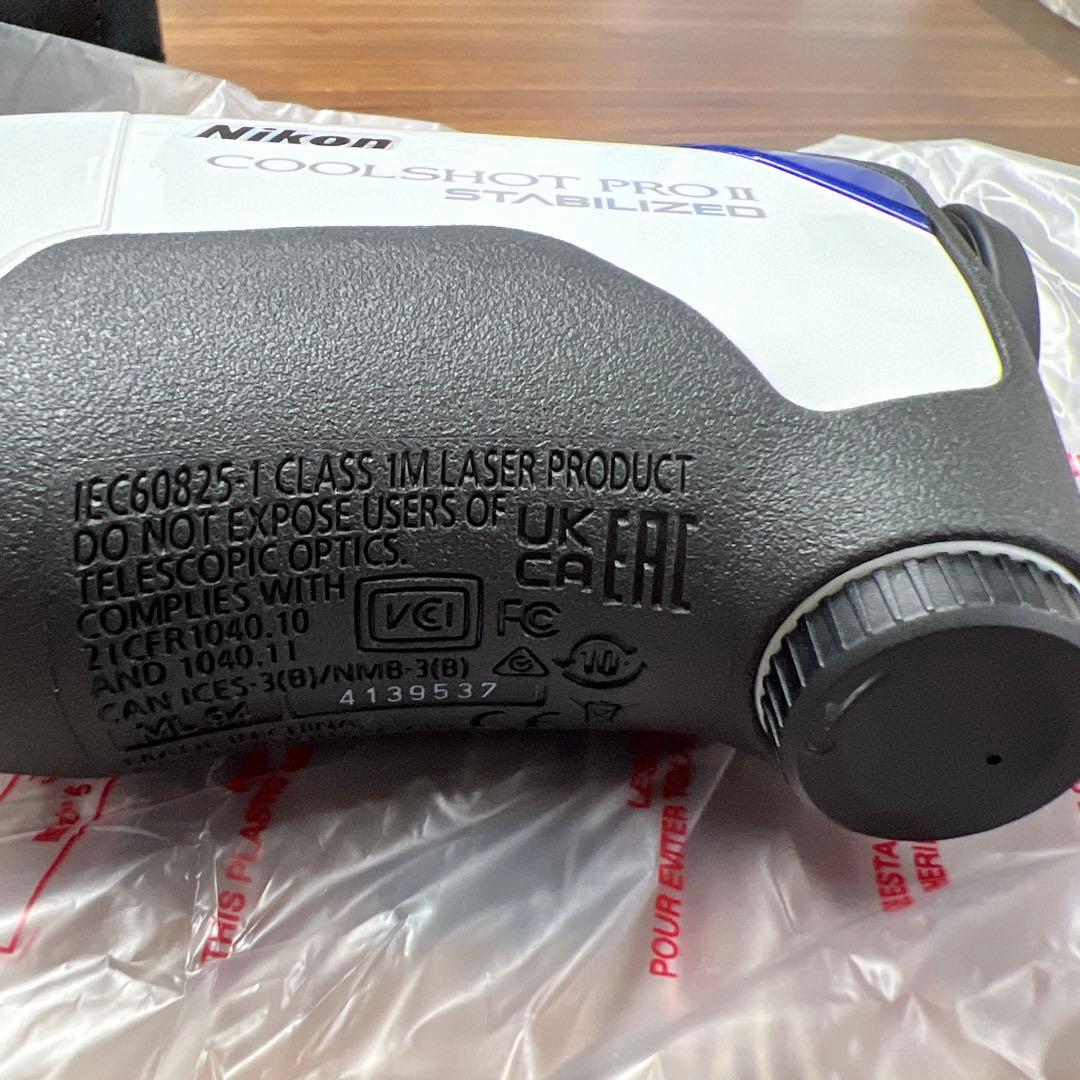 Nikon
COOLSHOT PRO II
STABILIZED
IEC60825-1 CLASS 1M LASER PRODUCT
DO NOT EXPOSE USERS OF
TELESCOPIC OPTICS.
COMPLIES WITH
21CFR1040.10
AND 1040.11
CAN ICES-3(B)/NMB-3(B)
UK
CA
EAC
VCI
FC
10
4139537
CE
THIS PLASTIC
POUR EVITER